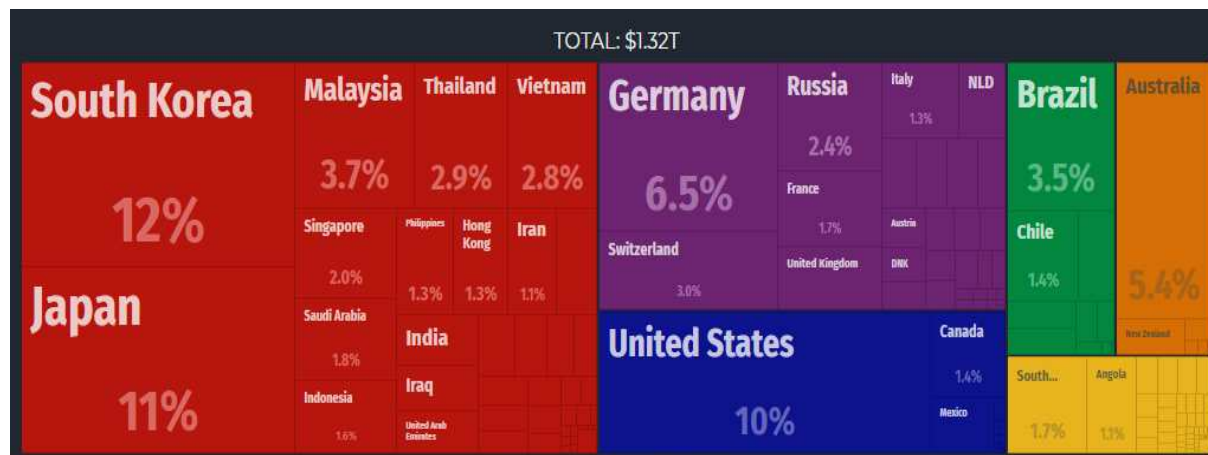 TOTAL: $1.32T
South Korea
12%
Japan
11%
Malaysia
3.7%
Thailand
2.9%
Vietnam
2.8%
Singapore
2.0%
Philippines
1.3%
Hong
Kong
1.3%
Iran
1.1%
Saudi Arabia
1.8%
Indonesia
1.6%
India
Iraq
United Arab
Emirates
Germany
6.5%
Switzerland
3.0%
Russia
2.4%
France
1.7%
United Kingdom
Italy
1.3%
NLD
Austria
DNK
United States
10%
Canada
1.4%
Mexico
Brazil
3.5%
Chile
1.4%
Australia
5.4%
New Zealand
South...
1.7%
Angola
1.1%